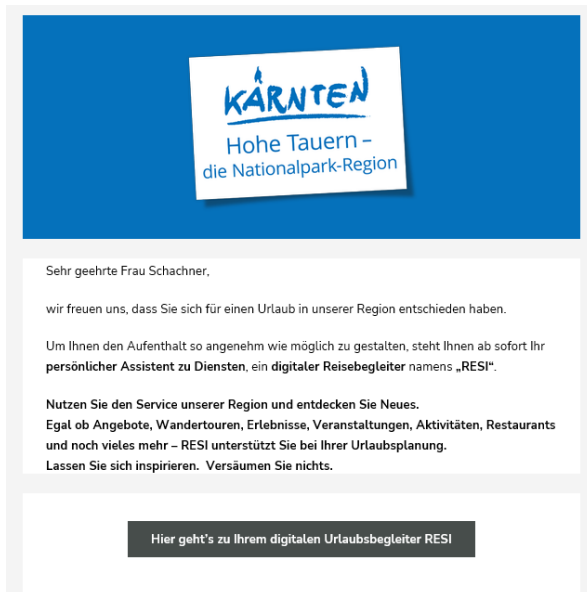 KÄRNTEN
Hohe Tauern –
die Nationalpark-Region
Sehr geehrte Frau Schachner,
wir freuen uns, dass Sie sich für einen Urlaub in unserer Region entschieden haben.
Um Ihnen den Aufenthalt so angenehm wie möglich zu gestalten, steht Ihnen ab sofort Ihr
persönlicher Assistent zu Diensten, ein digitaler Reisebegleiter namens „RESI“.
Nutzen Sie den Service unserer Region und entdecken Sie Neues.
Egal ob Angebote, Wandertouren, Erlebnisse, Veranstaltungen, Aktivitäten, Restaurants
und noch vieles mehr – RESI unterstützt Sie bei Ihrer Urlaubsplanung.
Lassen Sie sich inspirieren. Versäumen Sie nichts.
Hier geht's zu Ihrem digitalen Urlaubsbegleiter RESI